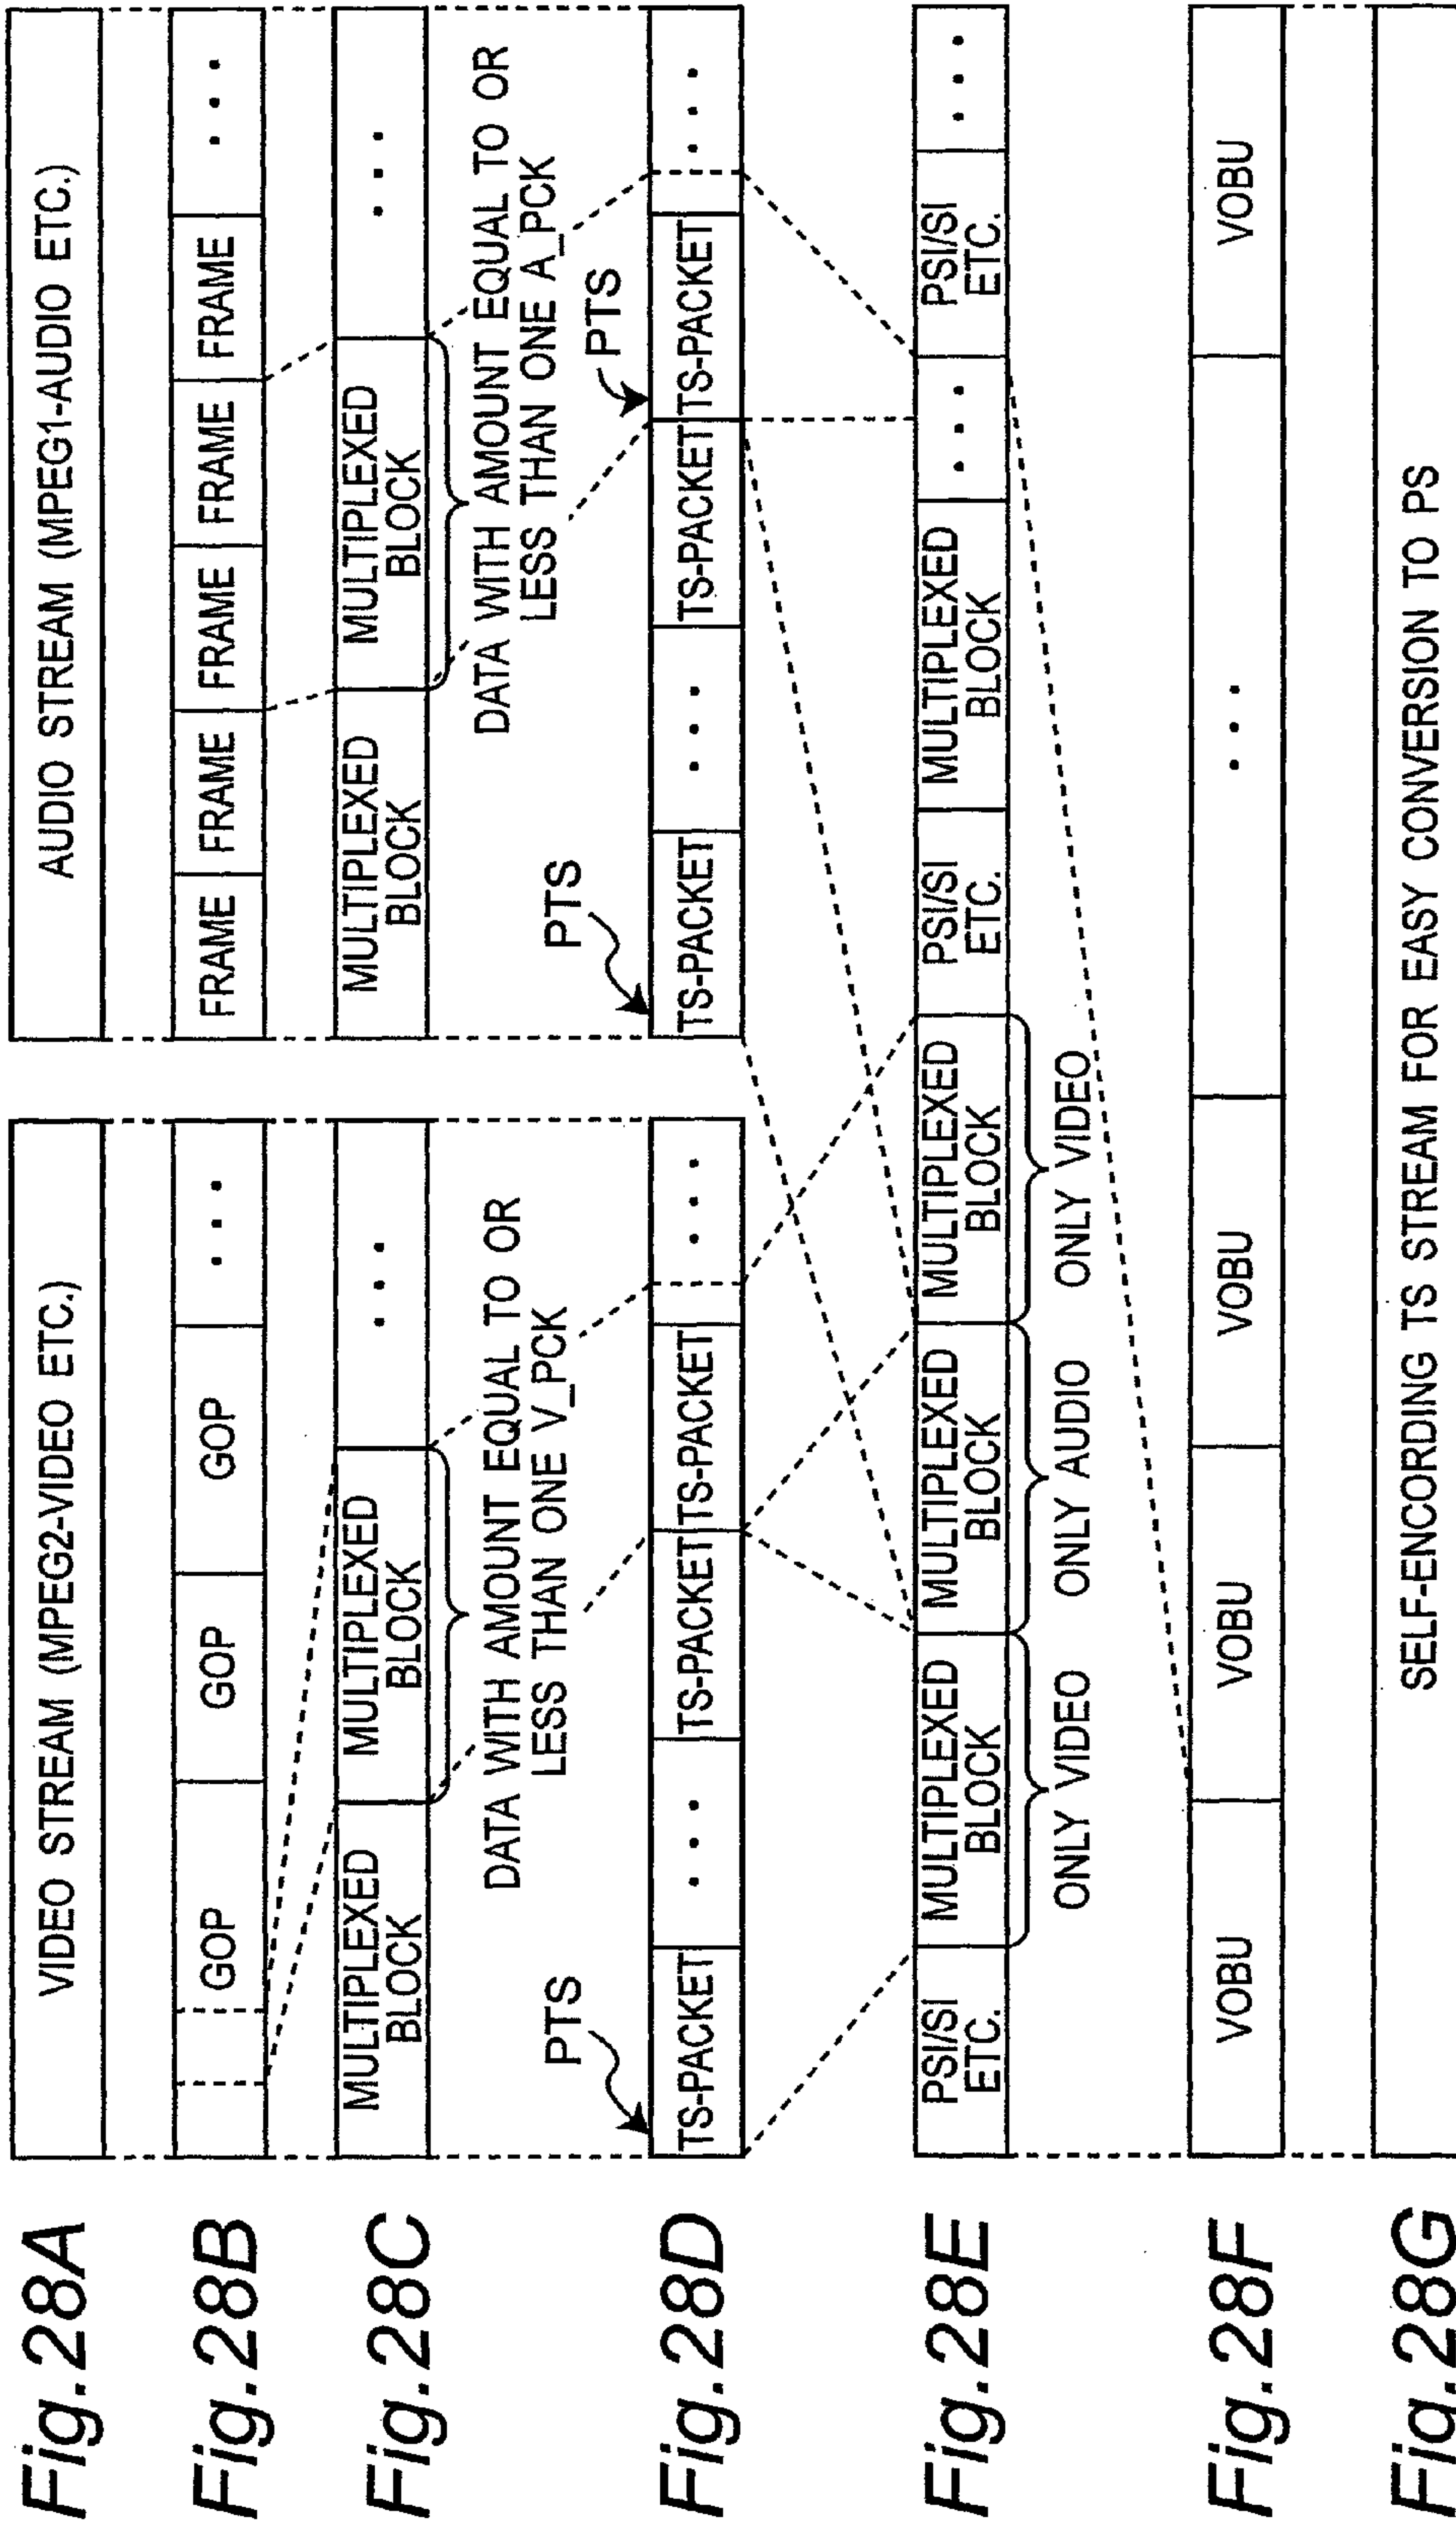 Fig.28A
VIDEO STREAM (MPEG2-VIDEO ETC.)
AUDIO STREAM (MPEG1-AUDIO ETC.)
Fig.28B
GOP
GOP
GOP
...
FRAME
FRAME
FRAME
FRAME
FRAME
...
Fig.28C
MULTIPLEXED
BLOCK
MULTIPLEXED
BLOCK
...
MULTIPLEXED
BLOCK
MULTIPLEXED
BLOCK
...
DATA WITH AMOUNT EQUAL TO OR
LESS THAN ONE V_PCK
DATA WITH AMOUNT EQUAL TO OR
LESS THAN ONE A_PCK
PTS
PTS
PTS
Fig.28D
TS-PACKET
...
TS-PACKET
TS-PACKET
...
TS-PACKET
...
TS-PACKET
TS-PACKET
...
Fig.28E
PSI/SI
ETC.
MULTIPLEXED
BLOCK
MULTIPLEXED
BLOCK
MULTIPLEXED
BLOCK
PSI/SI
ETC.
MULTIPLEXED
BLOCK
...
PSI/SI
ETC.
...
ONLY VIDEO
ONLY AUDIO
ONLY VIDEO
Fig.28F
VOBU
VOBU
VOBU
...
VOBU
Fig.28G
SELF-ENCORDING TS STREAM FOR EASY CONVERSION TO PS